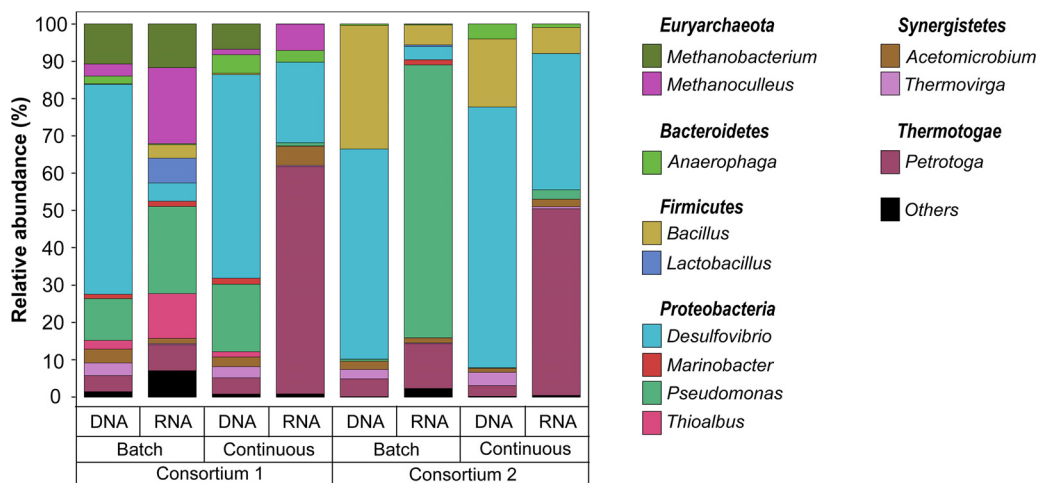 Relative abundance (%)
100
90
80
70
60
50
40
30
20
10
0
DNA RNA DNA RNA DNA RNA DNA RNA
Batch Continuous Batch Continuous
Consortium 1 Consortium 2
Euryarchaeota
Methanobacterium
Methanoculleus
Bacteroidetes
Anaerophaga
Firmicutes
Bacillus
Lactobacillus
Proteobacteria
Desulfovibrio
Marinobacter
Pseudomonas
Thioalbus
Synergistetes
Acetomicrobium
Thermovirga
Thermotogae
Petrotoga
Others